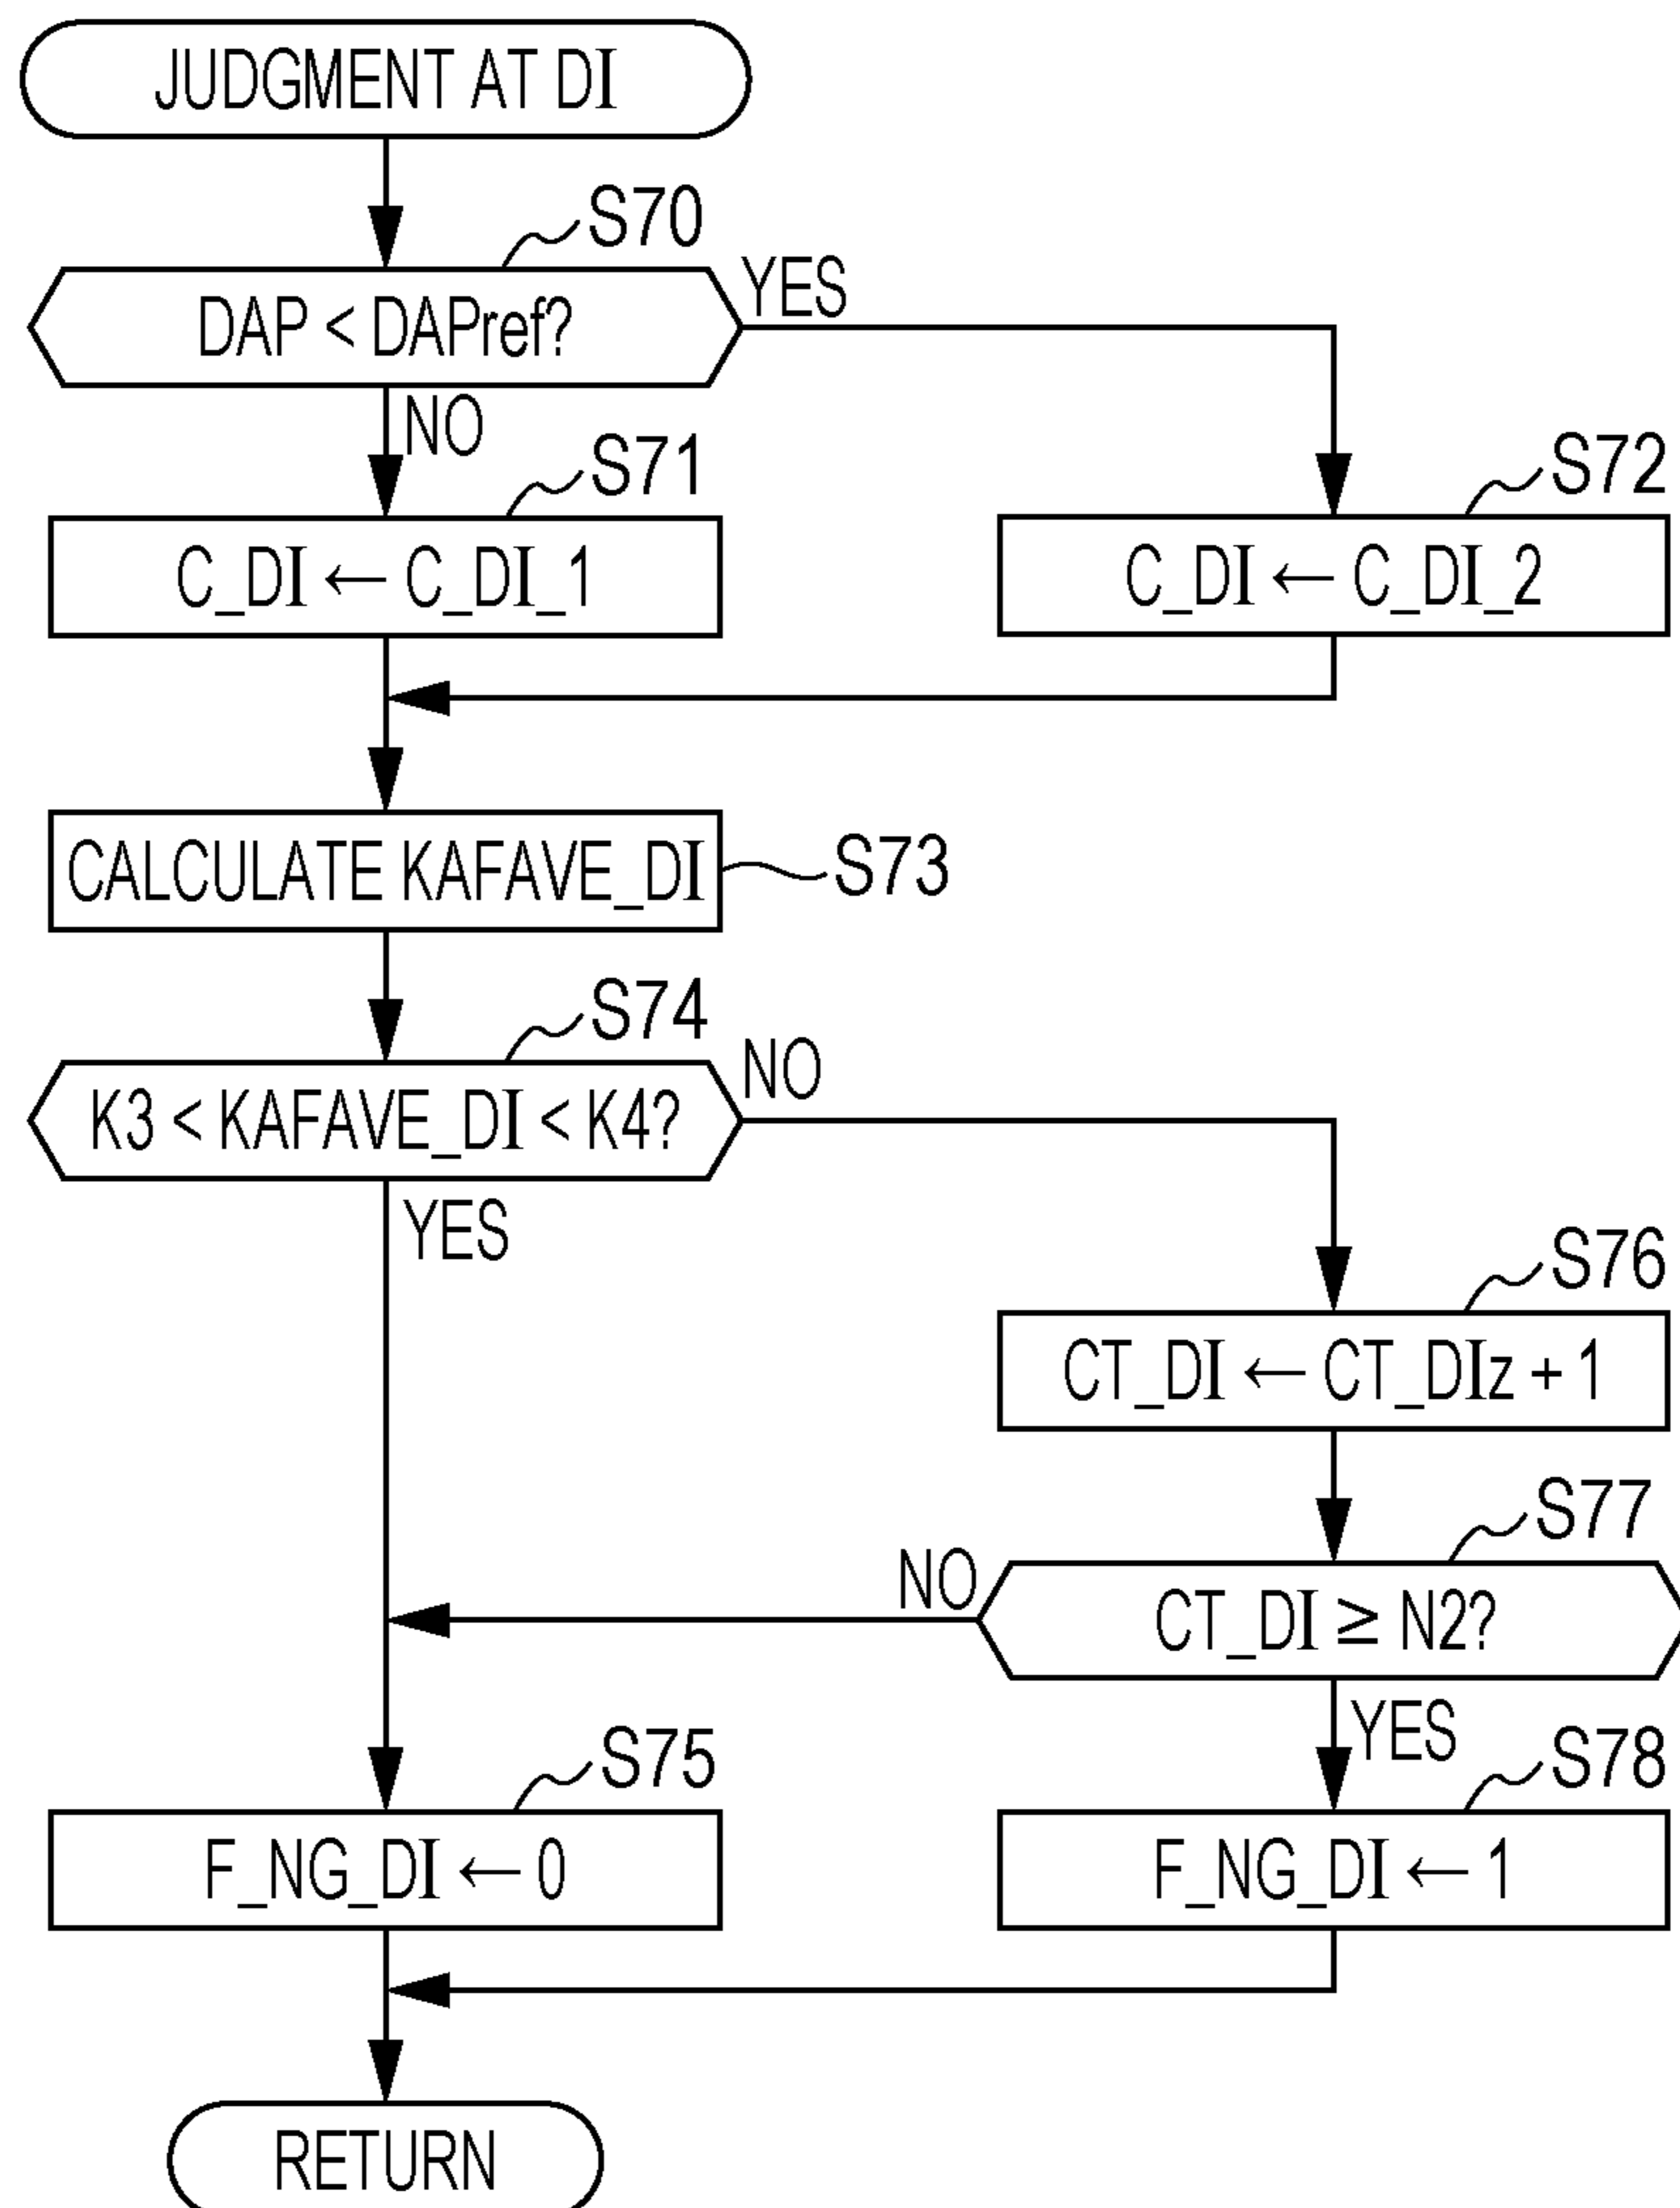 JUDGMENT AT DI
S70
DAP < DAPref?
YES
NO
S71
C_DI ← C_DI_1
S72
C_DI ← C_DI_2
CALCULATE KAFAVE_DI
S73
S74
K3 < KAFAVE_DI < K4?
NO
YES
S76
CT_DI ← CT_DIz + 1
S77
CT_DI ≥ N2?
NO
YES
S75
F_NG_DI ← 0
S78
F_NG_DI ← 1
RETURN